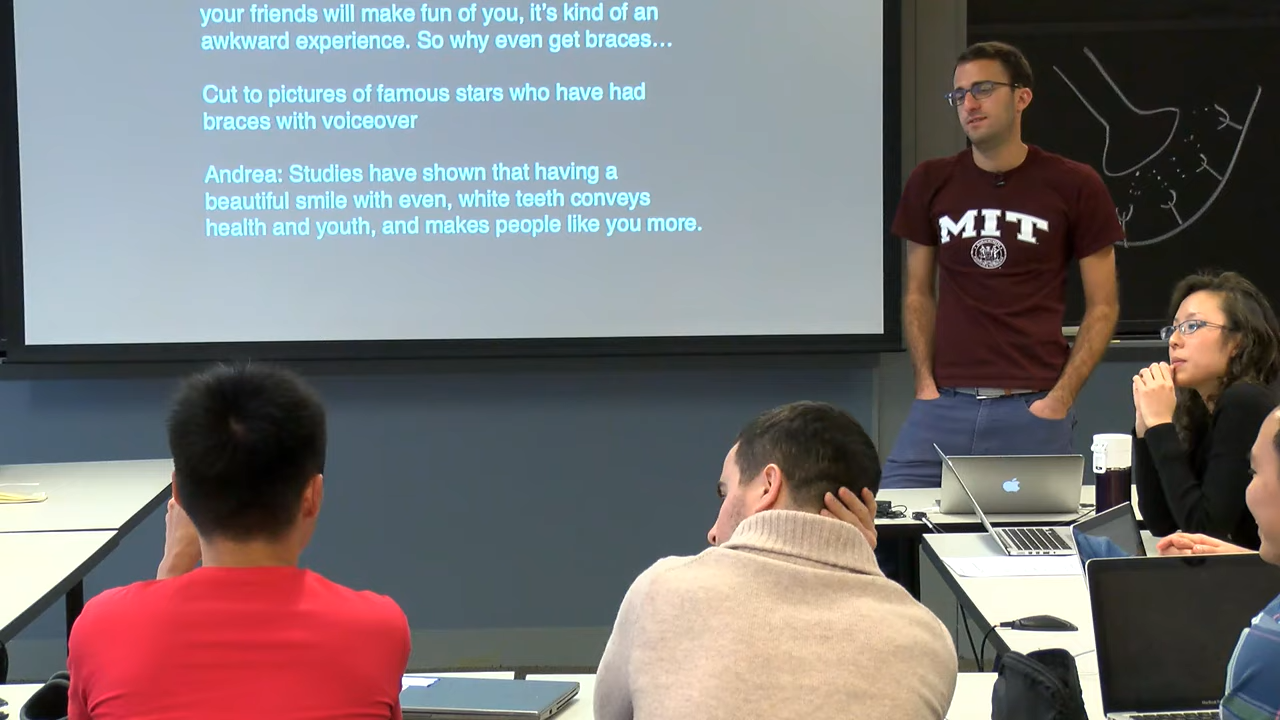 your friends will make fun of you, it's kind of an
awkward experience. So why even get braces...
Cut to pictures of famous stars who have had
braces with voiceover
Andrea: Studies have shown that having a
beautiful smile with even, white teeth conveys
health and youth, and makes people like you more.
MIT